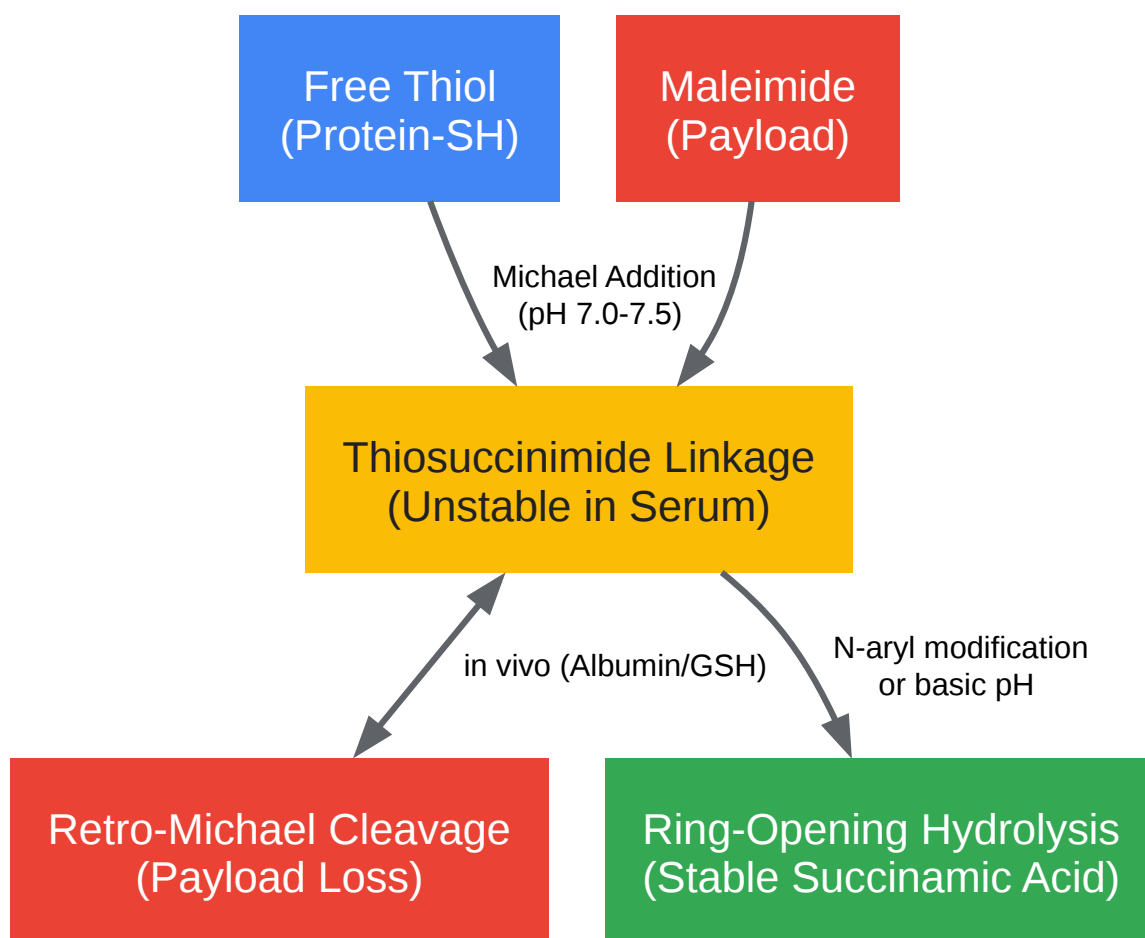 Free Thiol
(Protein-SH)
Maleimide
(Payload)
Michael Addition
(pH 7.0-7.5)
Thiosuccinimide Linkage
(Unstable in Serum)
in vivo (Albumin/GSH)
N-aryl modification
or basic pH
Retro-Michael Cleavage
(Payload Loss)
Ring-Opening Hydrolysis
(Stable Succinamic Acid)